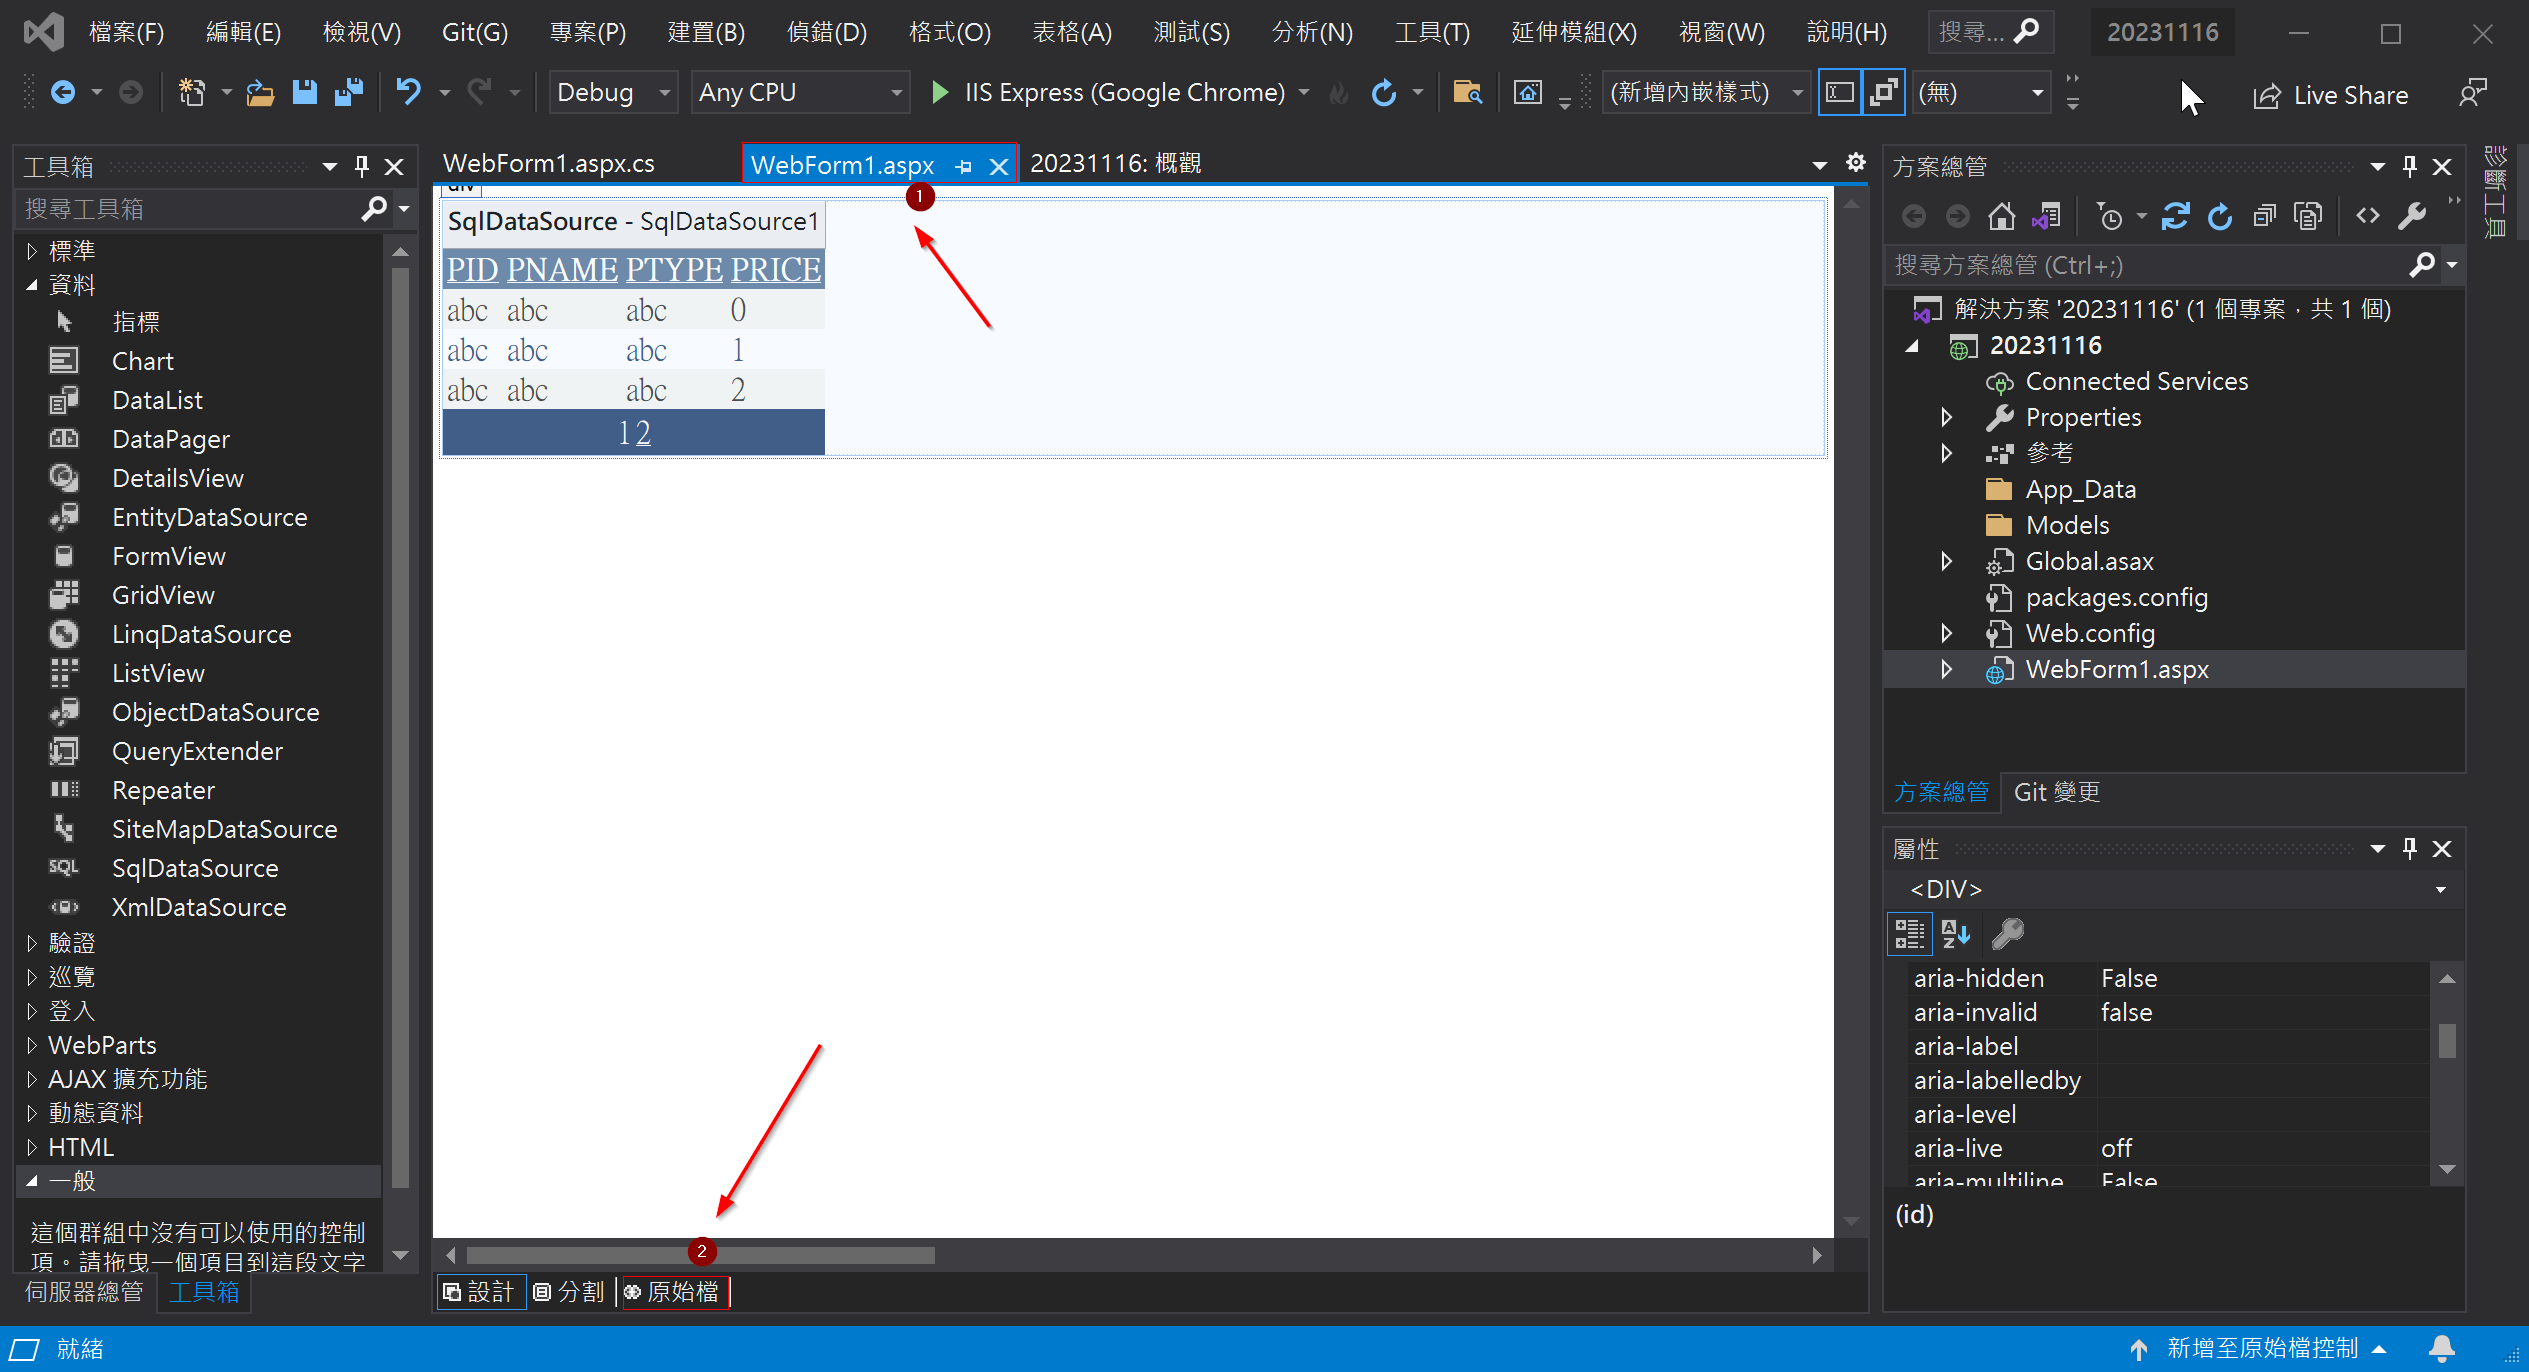 檔案(F) 編輯(E) 檢視(V) Git(G) 專案(P) 建置(B) 偵錯(D) 格式(O) 表格(A) 測試(S) 分析(N) 工具(T) 延伸模組(X) 視窗(W) 說明(H) 搜尋... 20231116
Debug Any CPU IIS Express (Google Chrome) (新增內嵌樣式) (無) Live Share
工具箱
搜尋工具箱
標準
資料
指標
Chart
DataList
DataPager
DetailsView
EntityDataSource
FormView
GridView
LinqDataSource
ListView
ObjectDataSource
QueryExtender
Repeater
SiteMapDataSource
SqlDataSource
XmlDataSource
驗證
巡覽
登入
WebParts
AJAX 擴充功能
動態資料
HTML
一般
這個群組中沒有可以使用的控制
項。請拖曳一個項目到這段文字
伺服器總管 工具箱
WebForm1.aspx.cs WebForm1.aspx 20231116: 概觀
div
1
SqlDataSource - SqlDataSource1
PID PNAME PTYPE PRICE
abc abc abc 0
abc abc abc 1
abc abc abc 2
1 2
2
設計 分割 原始檔
方案總管
搜尋方案總管 (Ctrl+;)
解決方案 '20231116' (1 個專案，共 1 個)
20231116
Connected Services
Properties
參考
App_Data
Models
Global.asax
packages.config
Web.config
WebForm1.aspx
方案總管 Git 變更
屬性
<DIV>
aria-hidden False
aria-invalid false
aria-label
aria-labelledby
aria-level
aria-live off
aria-multiline False
(id)
診斷工具
就緒 新增至原始檔控制